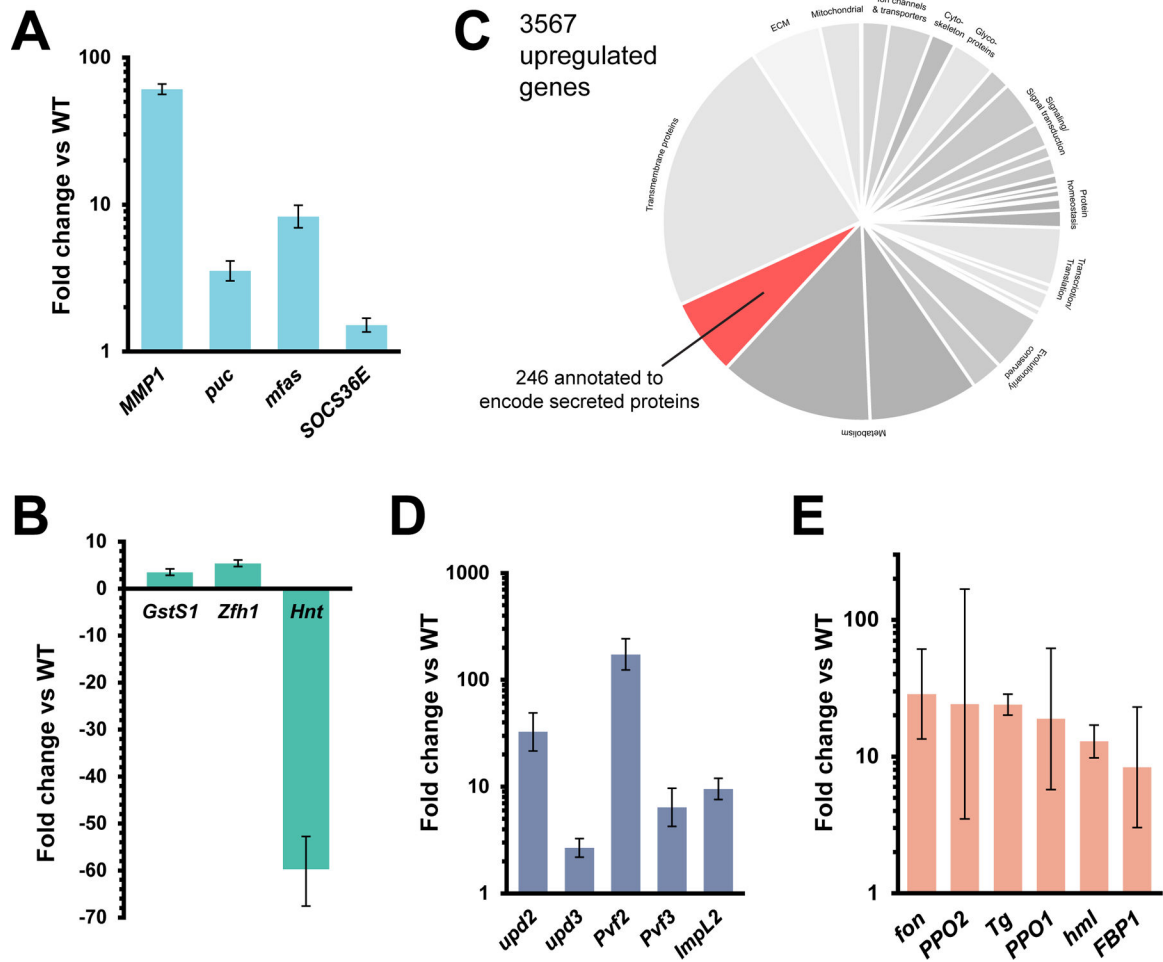 A
Fold change vs WT
100
10
1
MMP1
puc
mfas
SOCS36E
C
3567
upregulated
genes
Transmembrane proteins
ECM
Mitochondrial
channels
& transporters
Cyto-
skeleton
Glyco-
proteins
Signaling/
Signal transduction
Protein
homeostasis
Transcription/
Translation
Evolutionarily
conserved
Metabolism
246 annotated to
encode secreted proteins
B
Fold change vs WT
10
0
-10
-20
-30
-40
-50
-60
-70
GstS1
Zfh1
Hnt
D
Fold change vs WT
1000
100
10
1
upd2
upd3
Pvf2
Pvf3
ImpL2
E
Fold change vs WT
100
10
1
fon
PPO2
Tg
PPO1
hml
FBP1